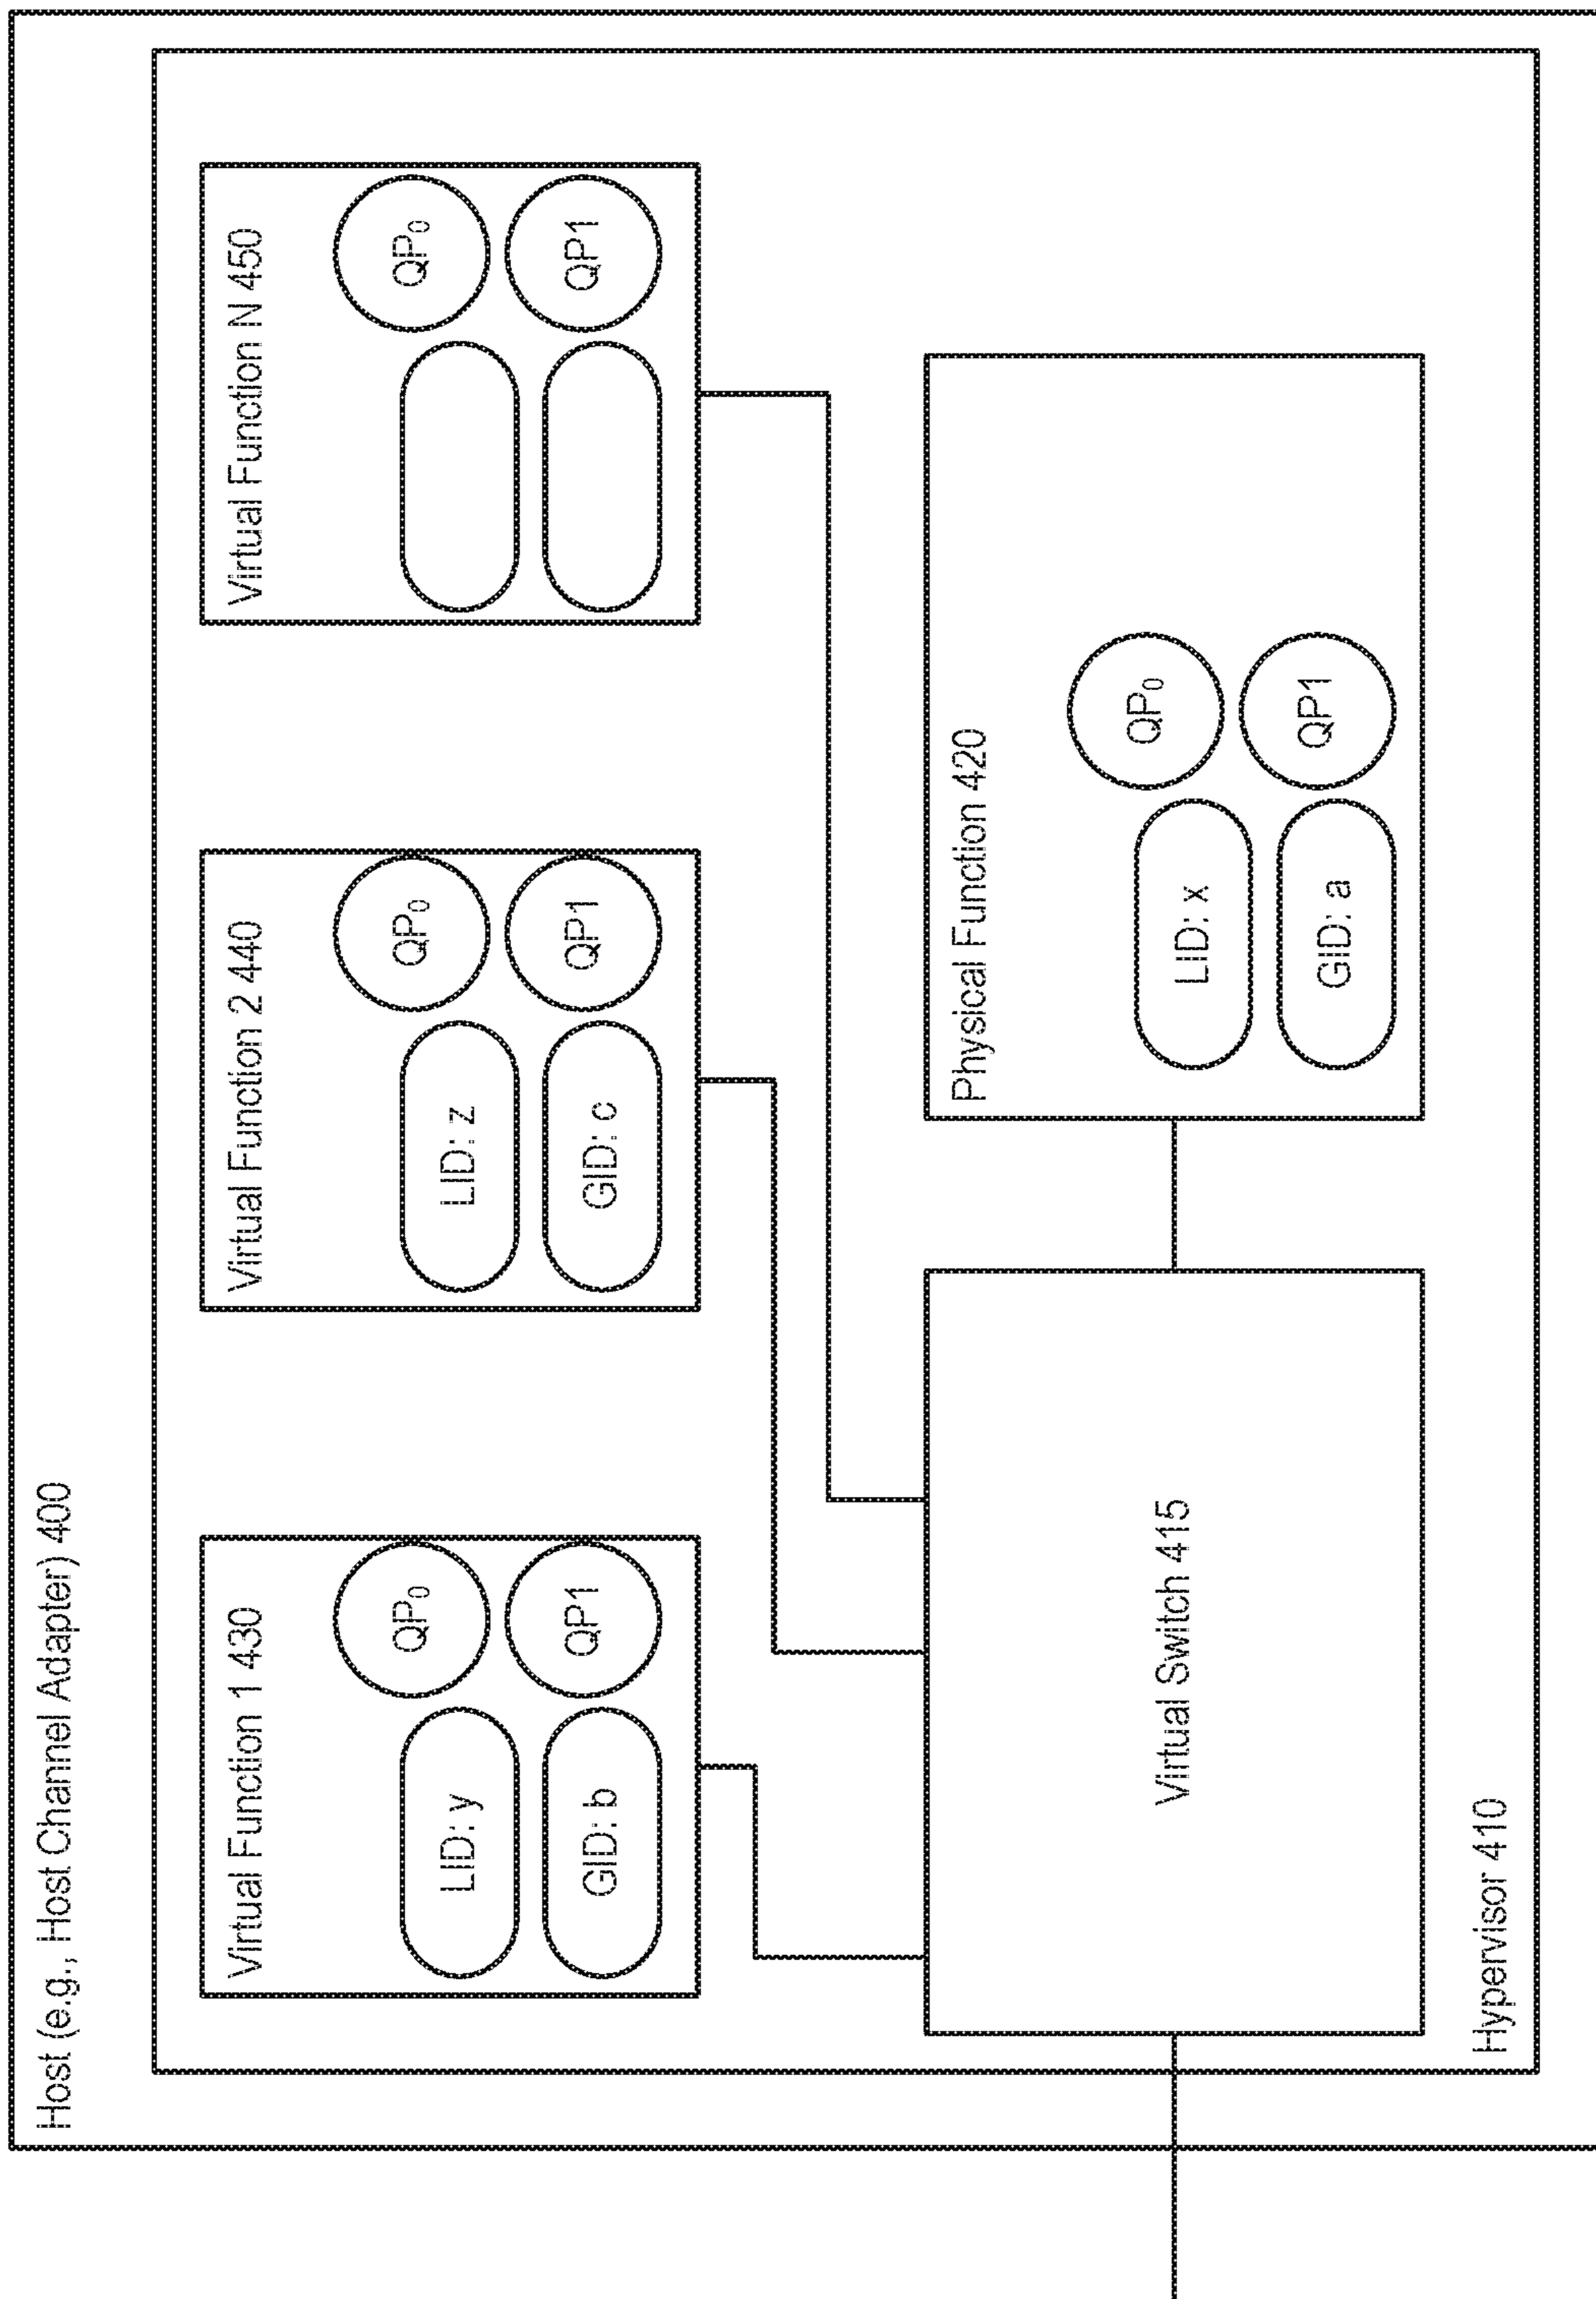 Host (e.g., Host Channel Adapter) 400
Virtual Function 1 430
QP0
LID: y
QP1
GID: b
Virtual Function 2 440
QP0
LID: z
QP1
GID: c
Virtual Function N 450
QP0
QP1
Virtual Switch 415
Physical Function 420
QP0
LID: x
QP1
GID: a
Hypervisor 410